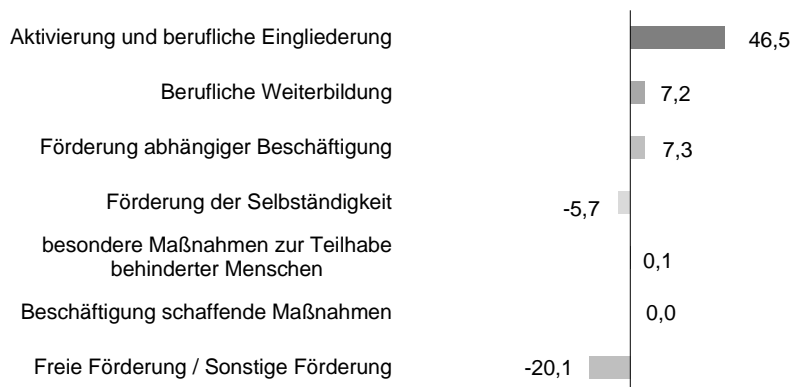 Aktivierung und berufliche Eingliederung 46,5
Berufliche Weiterbildung 7,2
Förderung abhängiger Beschäftigung 7,3
Förderung der Selbständigkeit -5,7
besondere Maßnahmen zur Teilhabe
behinderter Menschen 0,1
Beschäftigung schaffende Maßnahmen 0,0
Freie Förderung / Sonstige Förderung -20,1